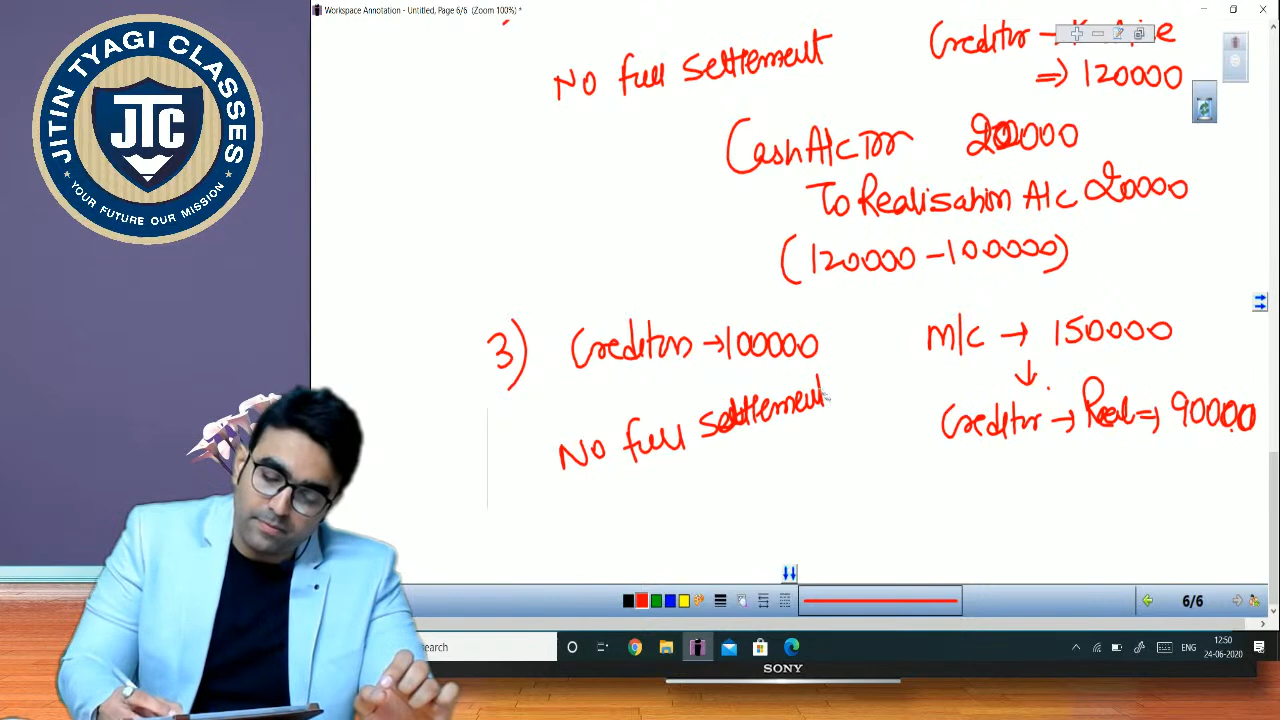 Workspace Annotation - Untitled, Page 6/6 (Zoom 100%) *
JITIN TYAGI CLASSES
JTC
YOUR FUTURE OUR MISSION
Creditor →
No full settlement
=) 120000
Cash A/c Dr 20000
To Realisation A/c 20000
(120000 - 100000)
3) Creditors → 100000
M/C → 150000
↓
Creditor → Real => 90000
No full settlement
6/6
earch
ENG
12:50
24-06-2020
SONY